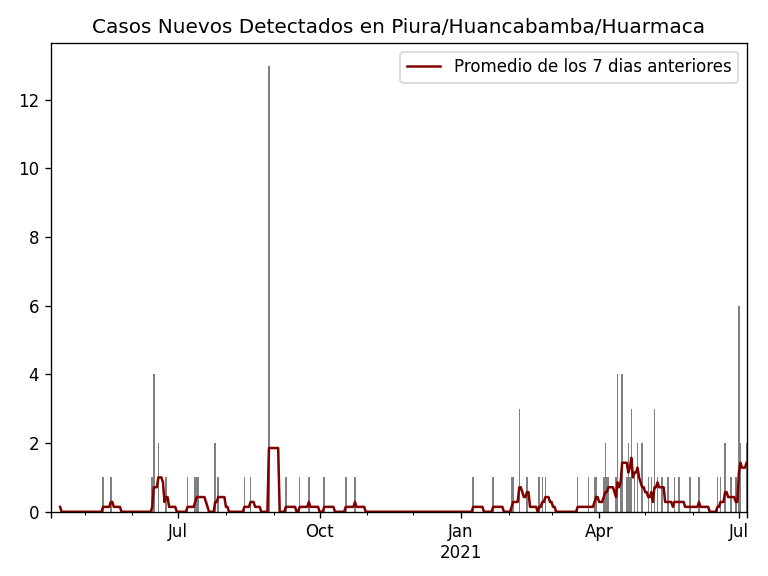 Casos Nuevos Detectados en Piura/Huancabamba/Huarmaca
Promedio de los 7 dias anteriores
12
10
8
6
4
2
0
Jul
Oct
Jan
Apr
Jul
2021